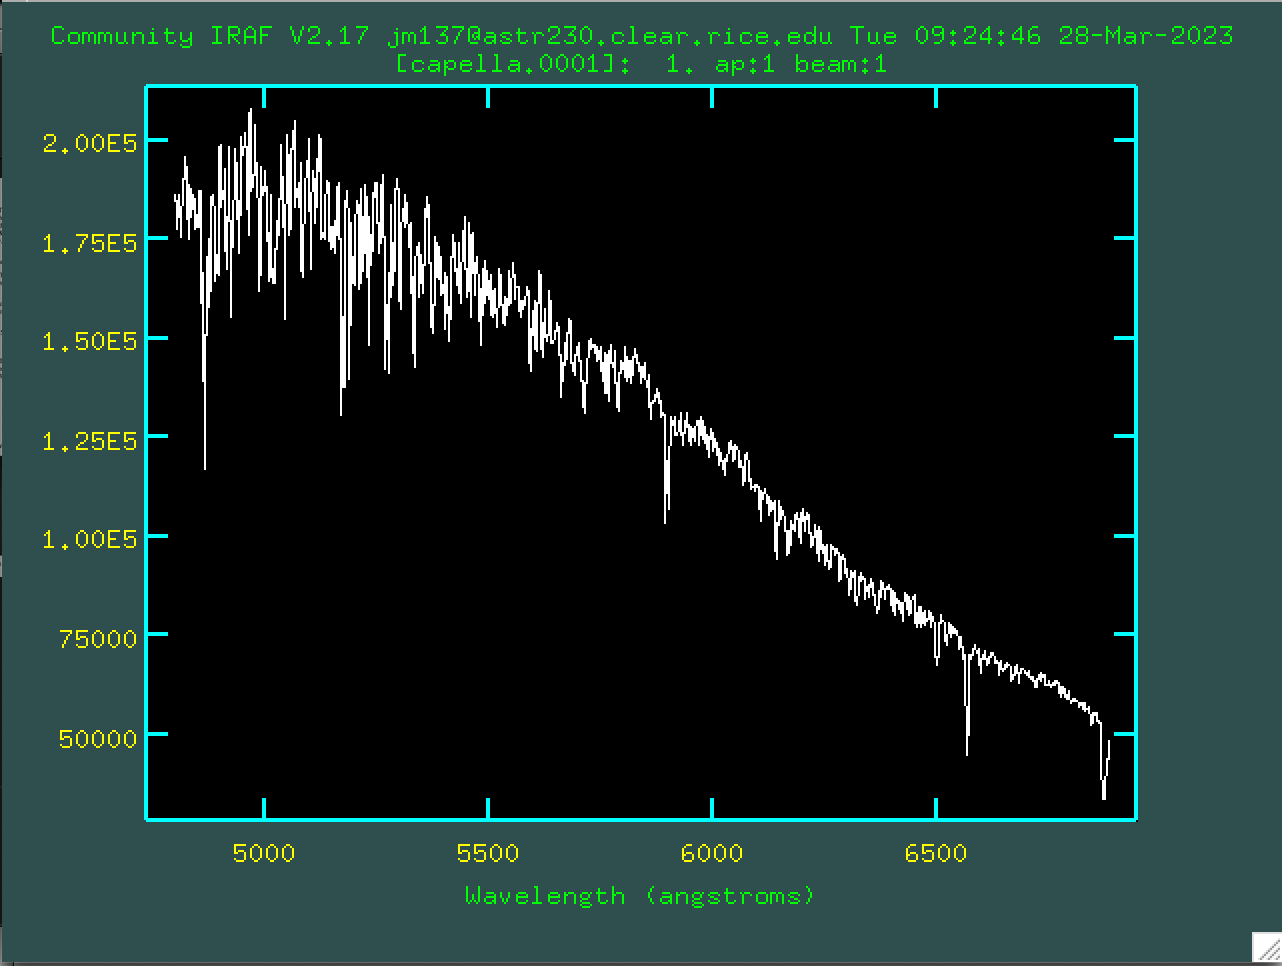 Community IRAF V2.17 jm137@astr230.clear.rice.edu Tue 09:24:46 28-Mar-2023
[capella.0001]: 1. ap:1 beam:1
2.00E5
1.75E5
1.50E5
1.25E5
1.00E5
75000
50000
5000 5500 6000 6500
Wavelength (angstroms)